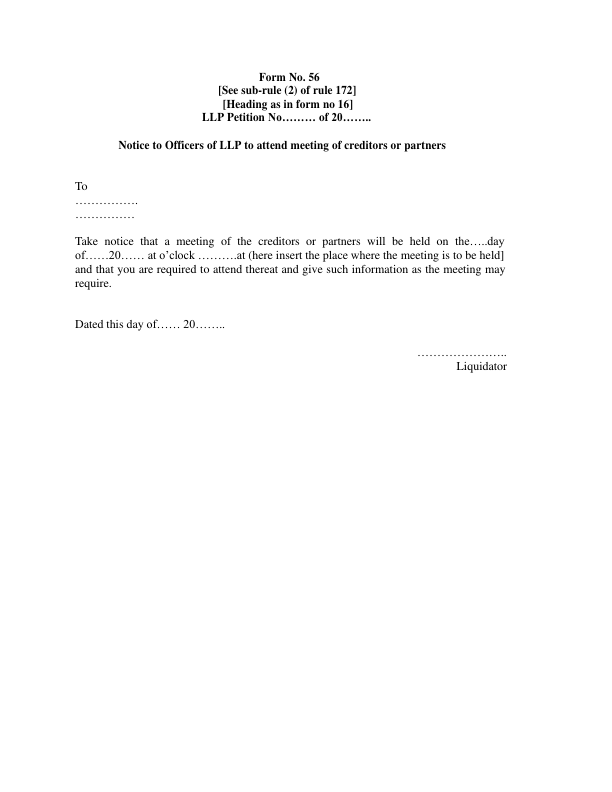 Form No. 56
[See sub-rule (2) of rule 172]
[Heading as in form no 16]
LLP Petition No……… of 20……..
Notice to Officers of LLP to attend meeting of creditors or partners
To
…………….
……………
Take notice that a meeting of the creditors or partners will be held on the…..day
of……20…… at o’clock ……….at (here insert the place where the meeting is to be held]
and that you are required to attend thereat and give such information as the meeting may
require.
Dated this day of…… 20……..
…………………..
Liquidator